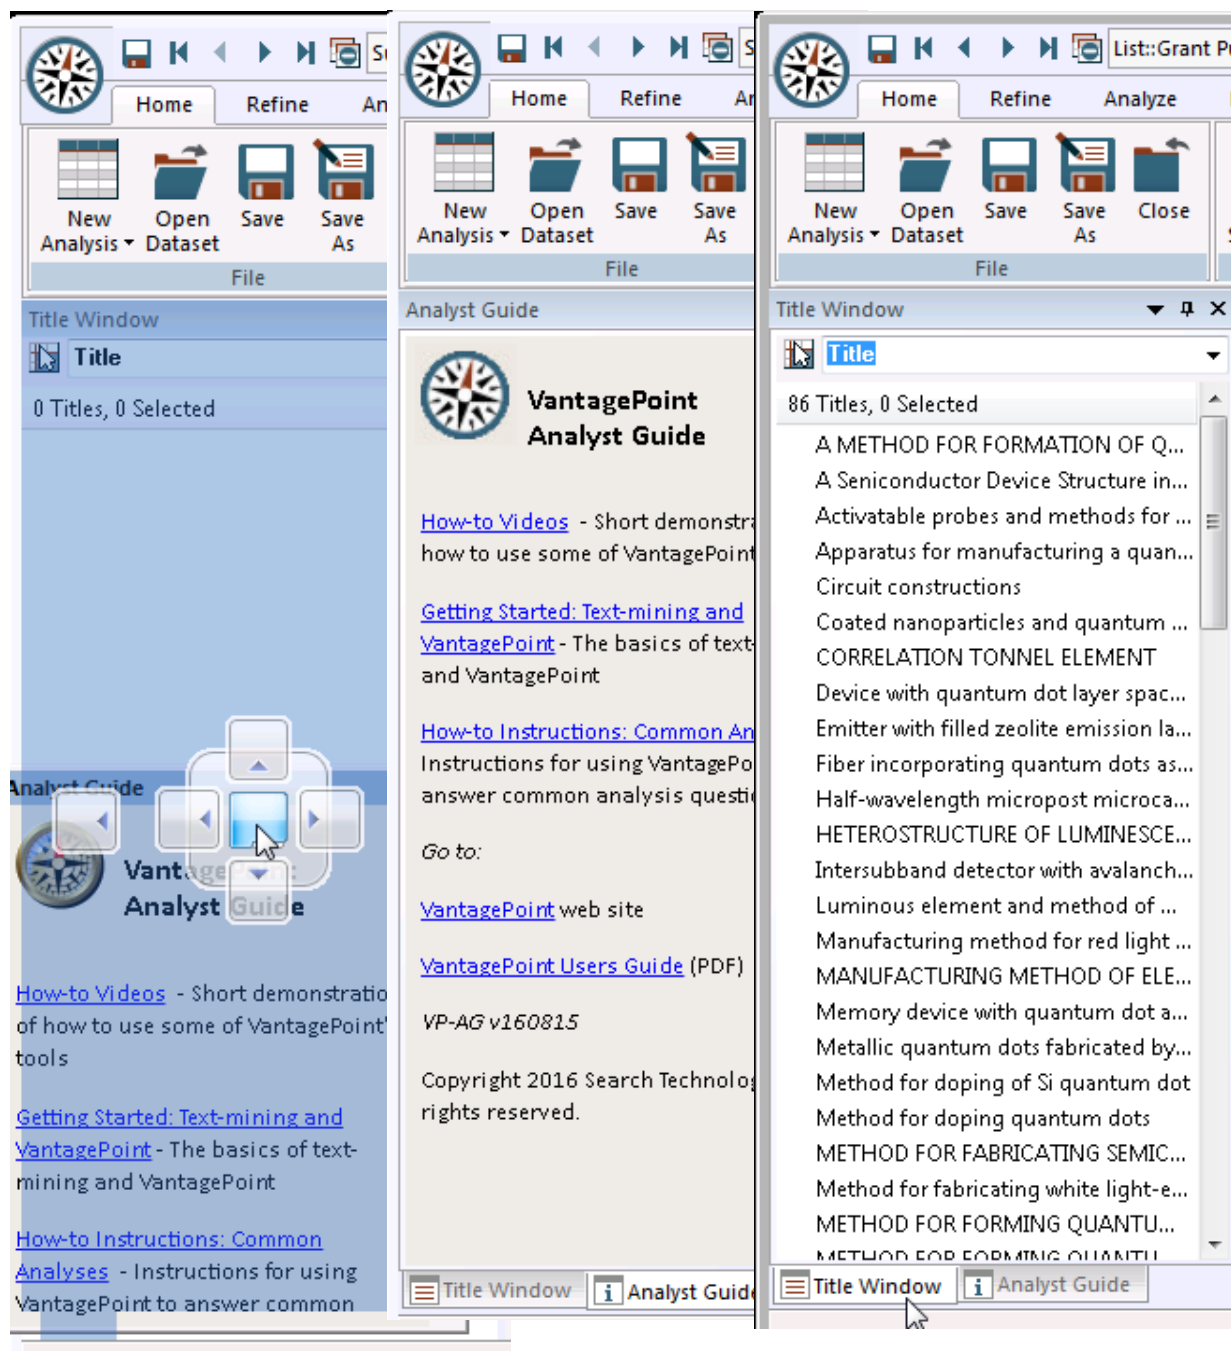 Home Refine
New Analysis Open Dataset Save Save As
File
Title Window
Title
0 Titles, 0 Selected
Analyst Guide
VantagePoint
Analyst Guide
How-to Videos - Short demonstratio
of how to use some of VantagePoint'
tools
Getting Started: Text-mining and
VantagePoint - The basics of text-
mining and VantagePoint
How-to Instructions: Common
Analyses - Instructions for using
VantagePoint to answer common
Home Refine
New Analysis Open Dataset Save Save As
File
Analyst Guide
VantagePoint
Analyst Guide
How-to Videos - Short demonstra
how to use some of VantagePoint
Getting Started: Text-mining and
VantagePoint - The basics of text-
and VantagePoint
How-to Instructions: Common An
Instructions for using VantagePo
answer common analysis questi
Go to:
VantagePoint web site
VantagePoint Users Guide (PDF)
VP-AG v160815
Copyright 2016 Search Technolog
rights reserved.
Title Window Analyst Guide
List::Grant Pu
Home Refine Analyze
New Analysis Open Dataset Save Save As Close
File
Title Window
Title
86 Titles, 0 Selected
A METHOD FOR FORMATION OF Q...
A Seniconductor Device Structure in...
Activatable probes and methods for ...
Apparatus for manufacturing a quan...
Circuit constructions
Coated nanoparticles and quantum ...
CORRELATION TONNEL ELEMENT
Device with quantum dot layer spac...
Emitter with filled zeolite emission la...
Fiber incorporating quantum dots as...
Half-wavelength micropost microca...
HETEROSTRUCTURE OF LUMINESCE...
Intersubband detector with avalanch...
Luminous element and method of ...
Manufacturing method for red light ...
MANUFACTURING METHOD OF ELE...
Memory device with quantum dot a...
Metallic quantum dots fabricated by...
Method for doping of Si quantum dot
Method for doping quantum dots
METHOD FOR FABRICATING SEMIC...
Method for fabricating white light-e...
METHOD FOR FORMING QUANTU...
METHOD FOR FORMING QUANTU
Title Window Analyst Guide